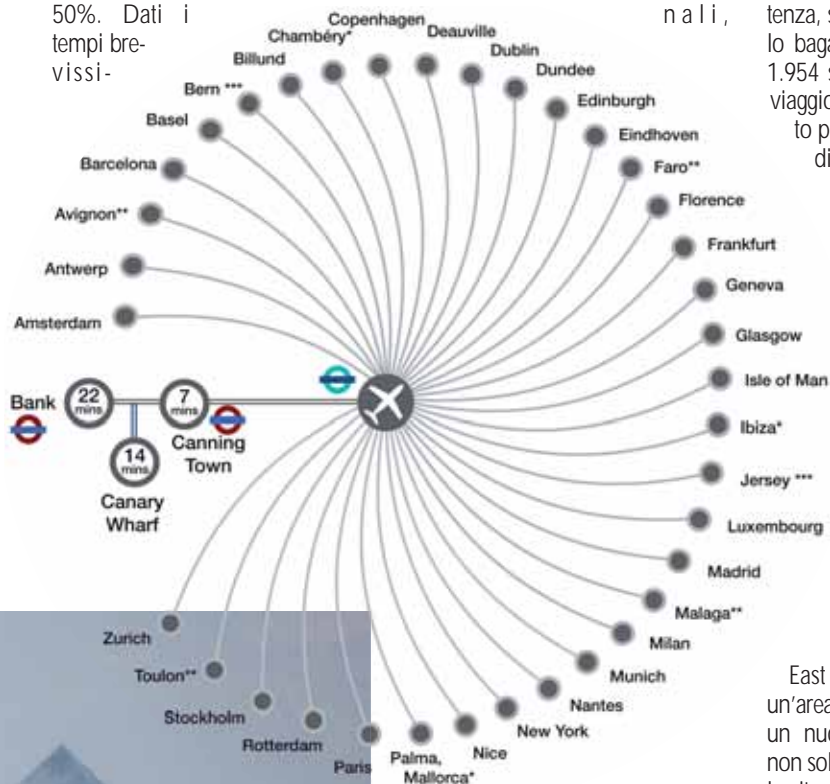 50%. Dati i
tempi bre-
vissi-
nali,
tenza, s
lo baga
1.954 s
viaggio
to p
di
Amsterdam
Antwerp
Avignon**
Barcelona
Basel
Bern ***
Billund
Chambéry*
Copenhagen
Deauville
Dublin
Dundee
Edinburgh
Eindhoven
Faro**
Florence
Frankfurt
Geneva
Glasgow
Isle of Man
Ibiza*
Jersey ***
Luxembourg
Madrid
Malaga**
Milan
Munich
Nantes
New York
Nice
Palma,
Mallorca*
Paris
Rotterdam
Stockholm
Toulon**
Zurich
Bank
22
mins
7
mins
Canning
Town
14
mins
Canary
Wharf
East
un'area
un nuo
non sol